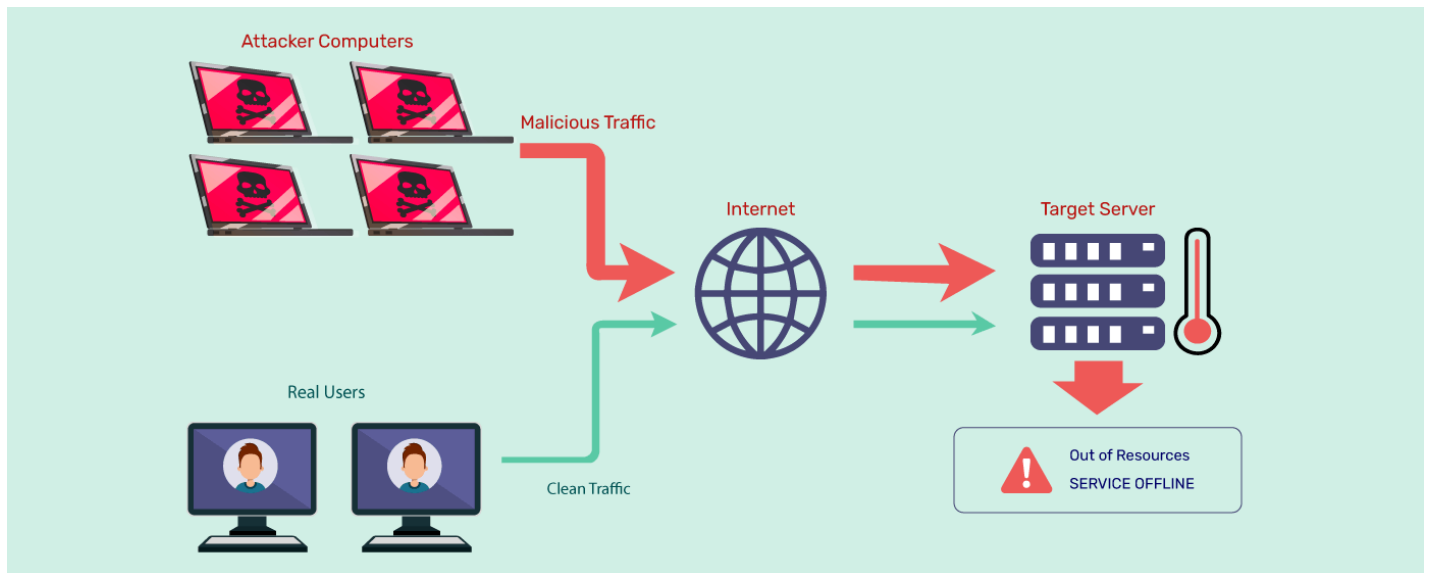 Attacker Computers
Malicious Traffic
Internet
Target Server
Real Users
Clean Traffic
Out of Resources
SERVICE OFFLINE